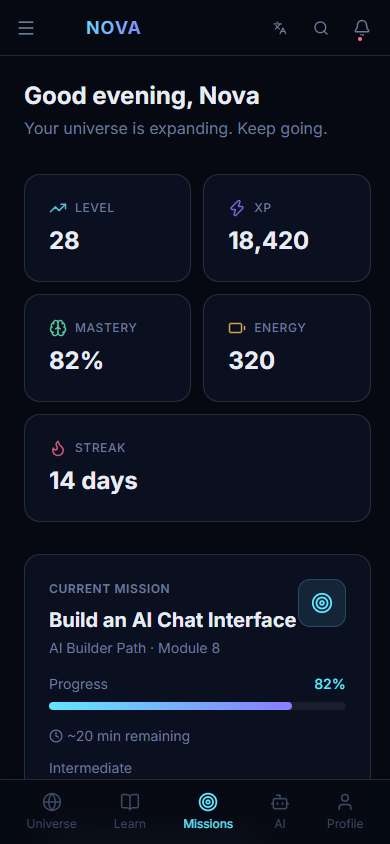 NOVA
Good evening, Nova
Your universe is expanding. Keep going.
LEVEL
28
XP
18,420
MASTERY
82%
ENERGY
320
STREAK
14 days
CURRENT MISSION
Build an AI Chat Interface
AI Builder Path · Module 8
Progress 82%
~20 min remaining
Intermediate
Universe Learn Missions AI Profile